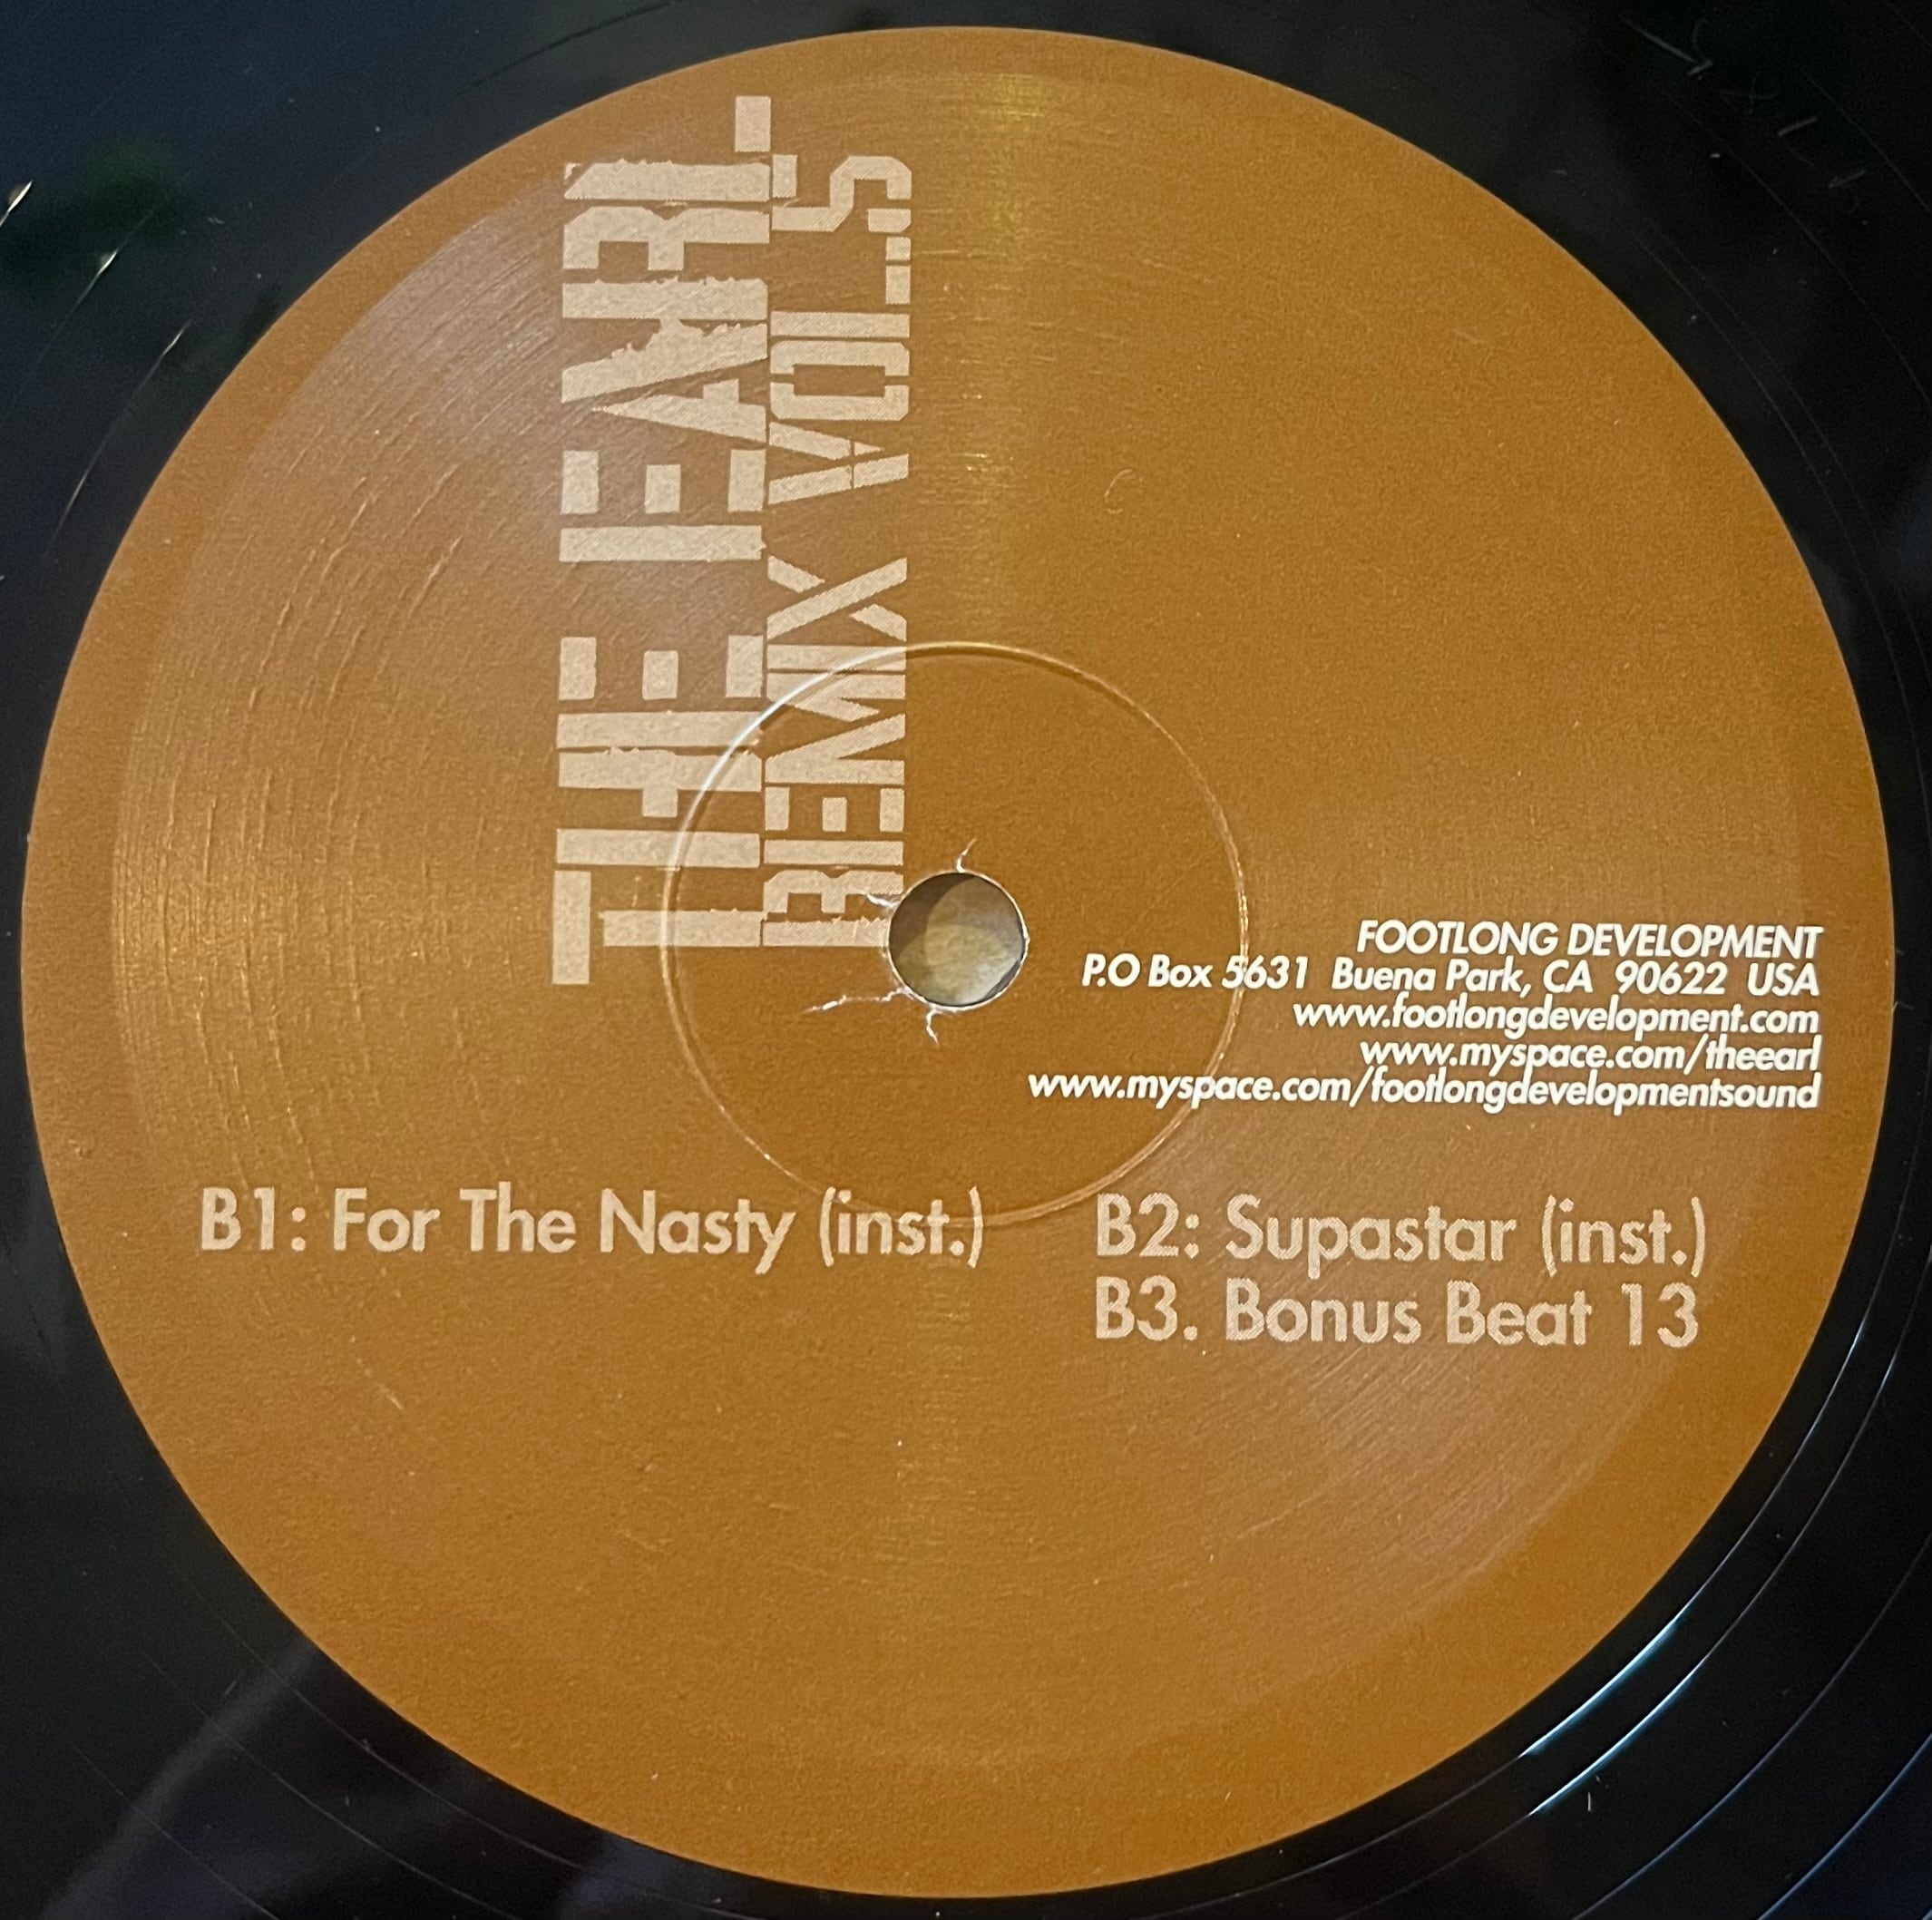 THE EARL
REMIX VOL.5
FOOTLONG DEVELOPMENT
P.O Box 5631 Buena Park, CA 90622 USA
www.footlongdevelopment.com
www.myspace.com/theearl
www.myspace.com/footlongdevelopmentsound
B1: For The Nasty (inst.)
B2: Supastar (inst.)
B3. Bonus Beat 13